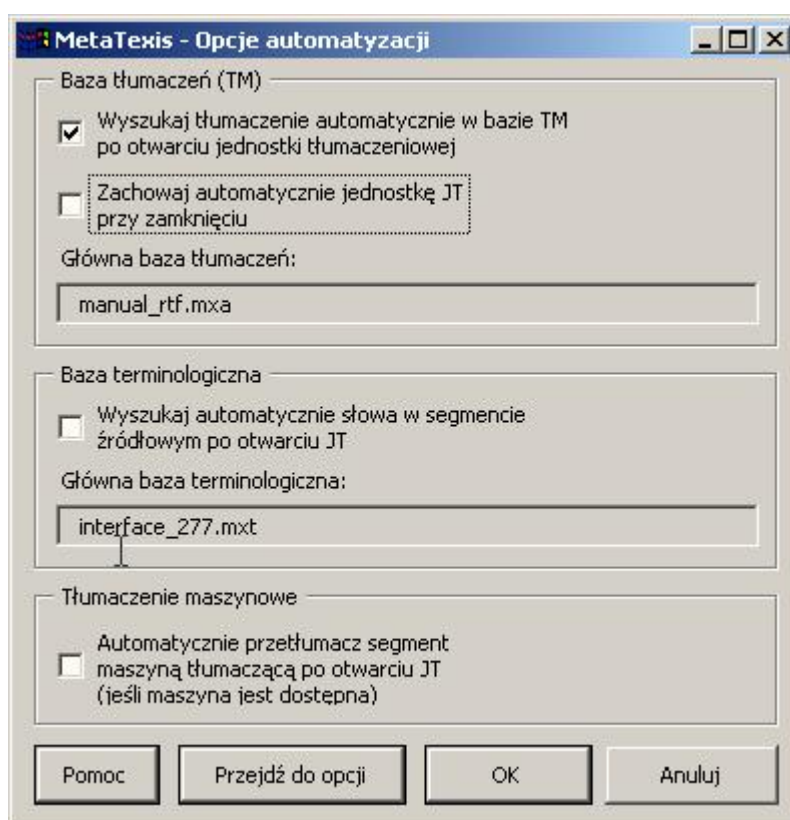 MetaTexis - Opcje automatyzacji
Baza tłumaczeń (TM)
Wyszukaj tłumaczenie automatycznie w bazie TM
po otwarciu jednostki tłumaczeniowej
Zachowaj automatycznie jednostkę JT
przy zamknięciu
Główna baza tłumaczeń:
manual_rtf.mxa
Baza terminologiczna
Wyszukaj automatycznie słowa w segmencie
źródłowym po otwarciu JT
Główna baza terminologiczna:
interface_277.mxt
Tłumaczenie maszynowe
Automatycznie przetłumacz segment
maszyną tłumaczącą po otwarciu JT
(jeśli maszyna jest dostępna)
Pomoc Przejdź do opcji OK Anuluj